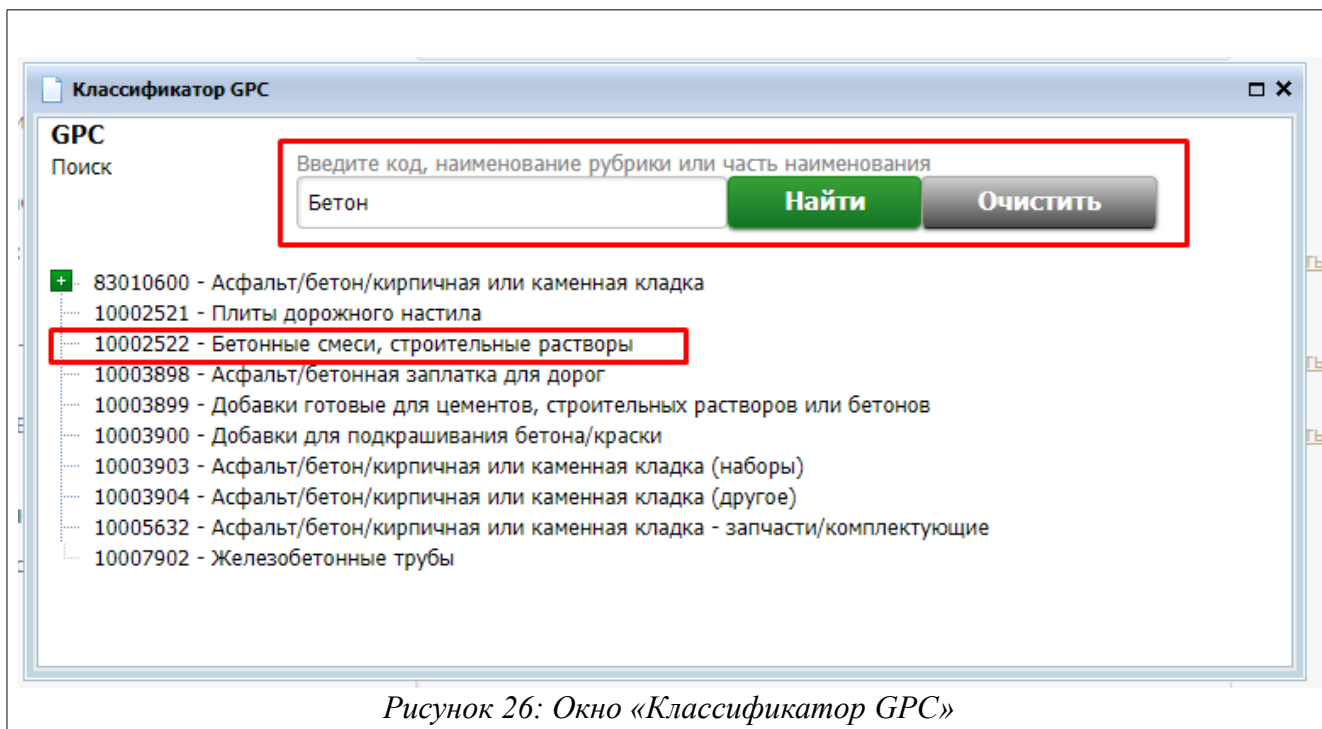 Классификатор GPC
GPC
Поиск
Введите код, наименование рубрики или часть наименования
Бетон
Найти
Очистить
83010600 - Асфальт/бетон/кирпичная или каменная кладка
10002521 - Плиты дорожного настила
10002522 - Бетонные смеси, строительные растворы
10003898 - Асфальт/бетонная заплатка для дорог
10003899 - Добавки готовые для цементов, строительных растворов или бетонов
10003900 - Добавки для подкрашивания бетона/краски
10003903 - Асфальт/бетон/кирпичная или каменная кладка (наборы)
10003904 - Асфальт/бетон/кирпичная или каменная кладка (другое)
10005632 - Асфальт/бетон/кирпичная или каменная кладка - запчасти/комплектующие
10007902 - Железобетонные трубы
Рисунок 26: Окно «Классификатор GPC»